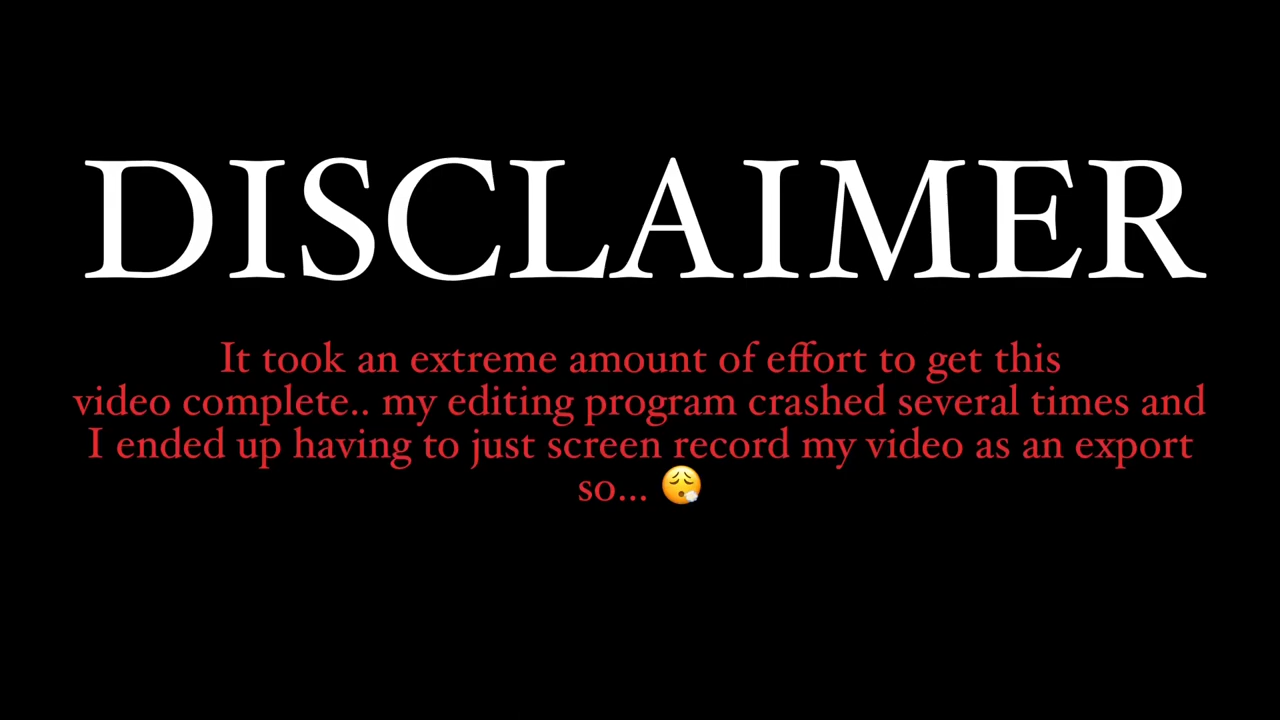 DISCLAIMER
It took an extreme amount of effort to get this
video complete.. my editing program crashed several times and
I ended up having to just screen record my video as an export
so... 😮‍💨